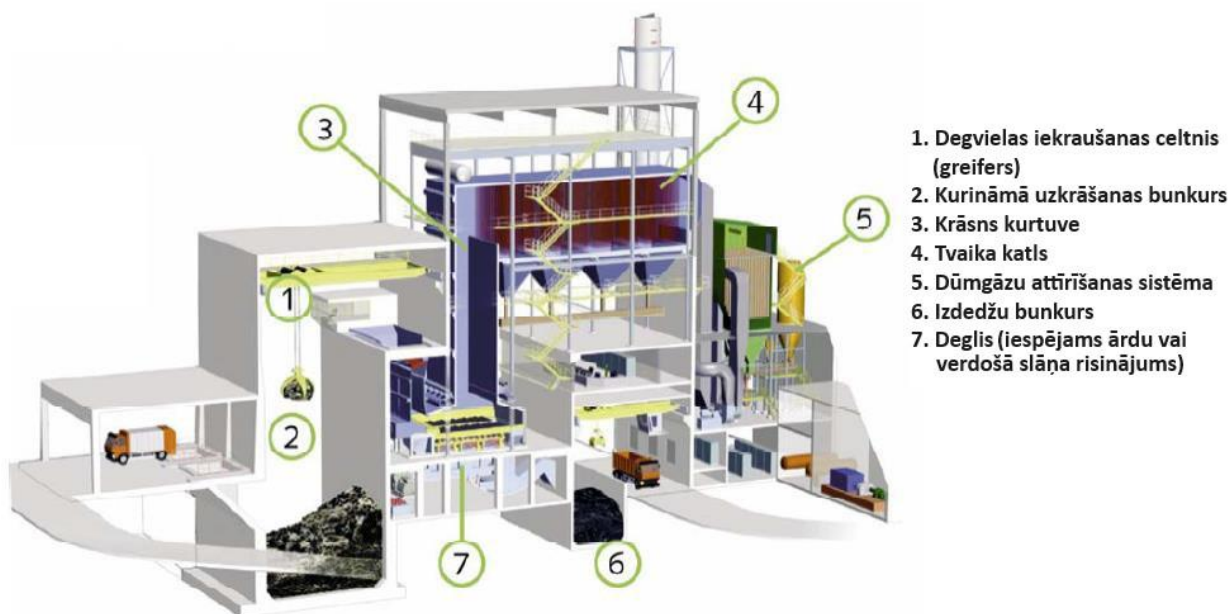 3
4
5
1
2
7
6
1. Degvielas iekraušanas celtnis
(greifers)
2. Kurināmā uzkrāšanas bunkurs
3. Krāsns kurtuve
4. Tvaika katls
5. Dūmgāzu attīrīšanas sistēma
6. Izdedžu bunkurs
7. Deglis (iespējams ārdu vai
verdošā slāņa risinājums)